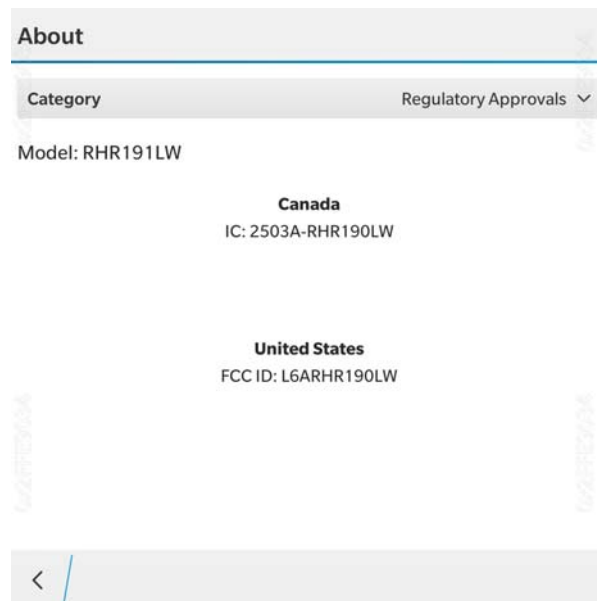 About
Category Regulatory Approvals
Model: RHR191LW
Canada
IC: 2503A-RHR190LW
United States
FCC ID: L6ARHR190LW